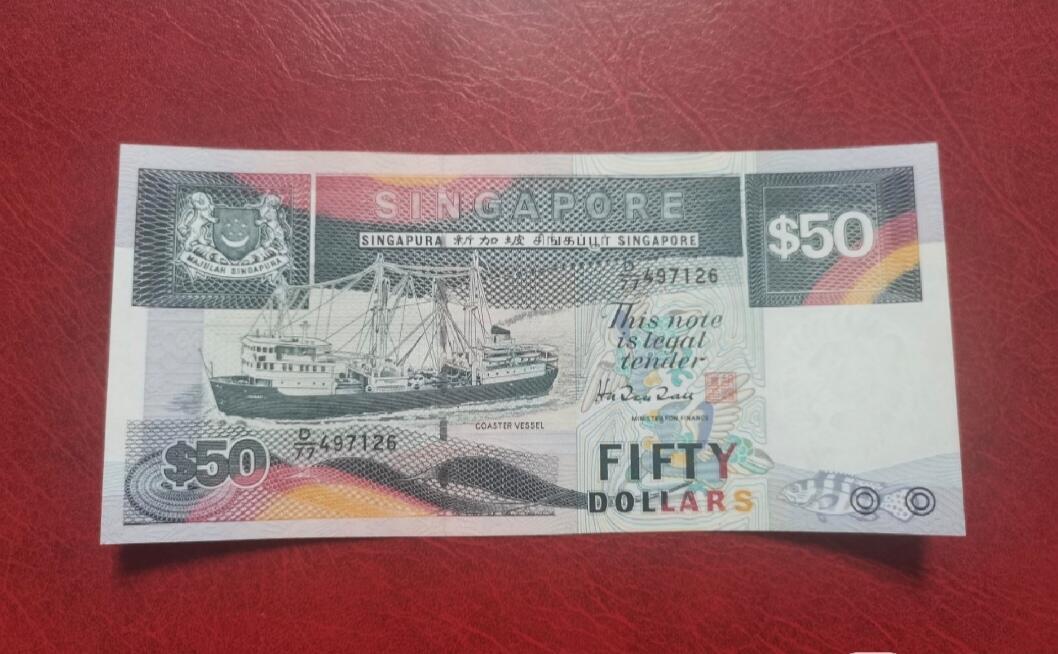 SINGAPORE
$50
MAJULAH SINGAPURA
SINGAPURA 新加坡 சிங்கப்பூர் SINGAPORE
D/77 497126
This note
is legal
tender
MINISTER FOR FINANCE
COASTER VESSEL
$50
D/77 497126
FIFTY
DOLLARS